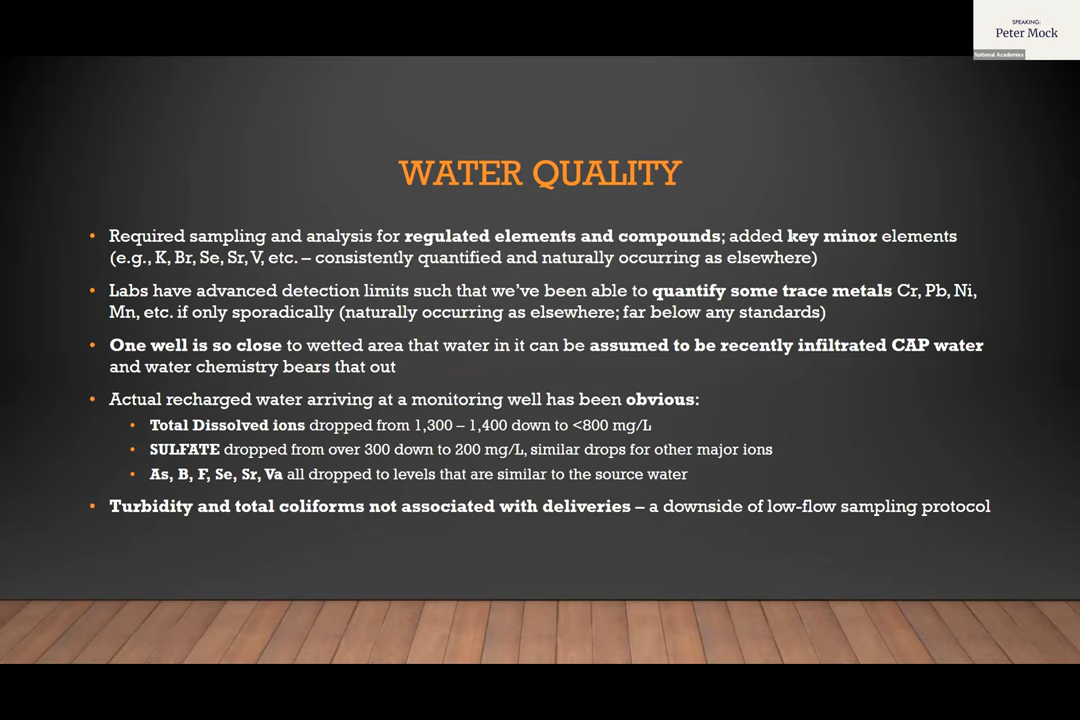 SPEAKING:
Peter Mock
National Academies
WATER QUALITY
• Required sampling and analysis for regulated elements and compounds; added key minor elements
(e.g., K, Br, Se, Sr, V, etc. – consistently quantified and naturally occurring as elsewhere)
• Labs have advanced detection limits such that we've been able to quantify some trace metals Cr, Pb, Ni,
Mn, etc. if only sporadically (naturally occurring as elsewhere; far below any standards)
• One well is so close to wetted area that water in it can be assumed to be recently infiltrated CAP water
and water chemistry bears that out
• Actual recharged water arriving at a monitoring well has been obvious:
• Total Dissolved ions dropped from 1,300 – 1,400 down to <800 mg/L
• SULFATE dropped from over 300 down to 200 mg/L, similar drops for other major ions
• As, B, F, Se, Sr, Va all dropped to levels that are similar to the source water
• Turbidity and total coliforms not associated with deliveries – a downside of low-flow sampling protocol